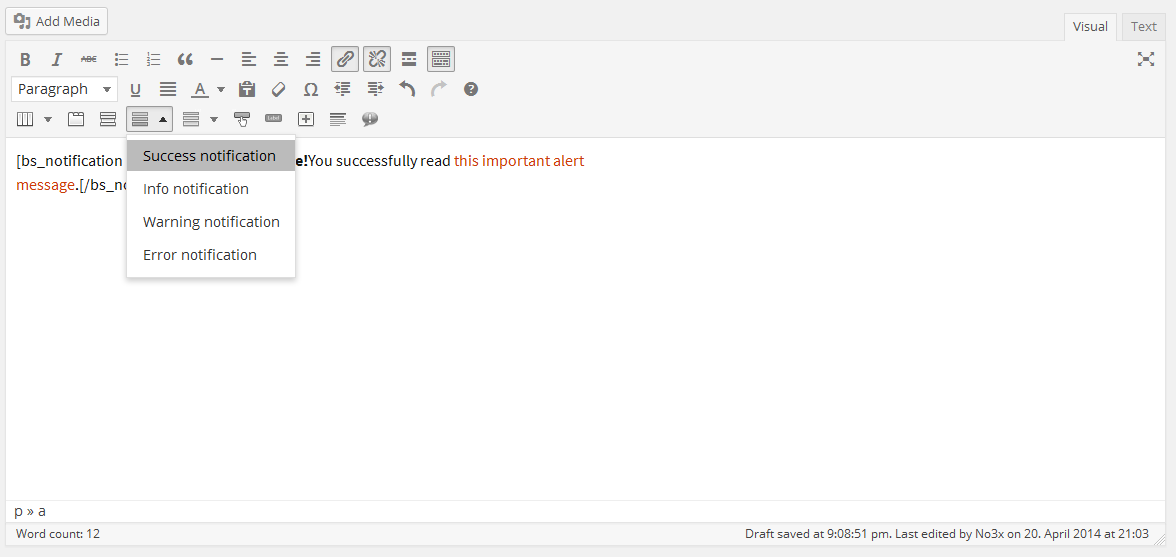 Add Media
Visual Text
B I ABC
Paragraph U A Ω ?
Label
[bs_notification e!You successfully read this important alert
message.[/bs_no
Success notification
Info notification
Warning notification
Error notification
p » a
Word count: 12 Draft saved at 9:08:51 pm. Last edited by No3x on 20. April 2014 at 21:03